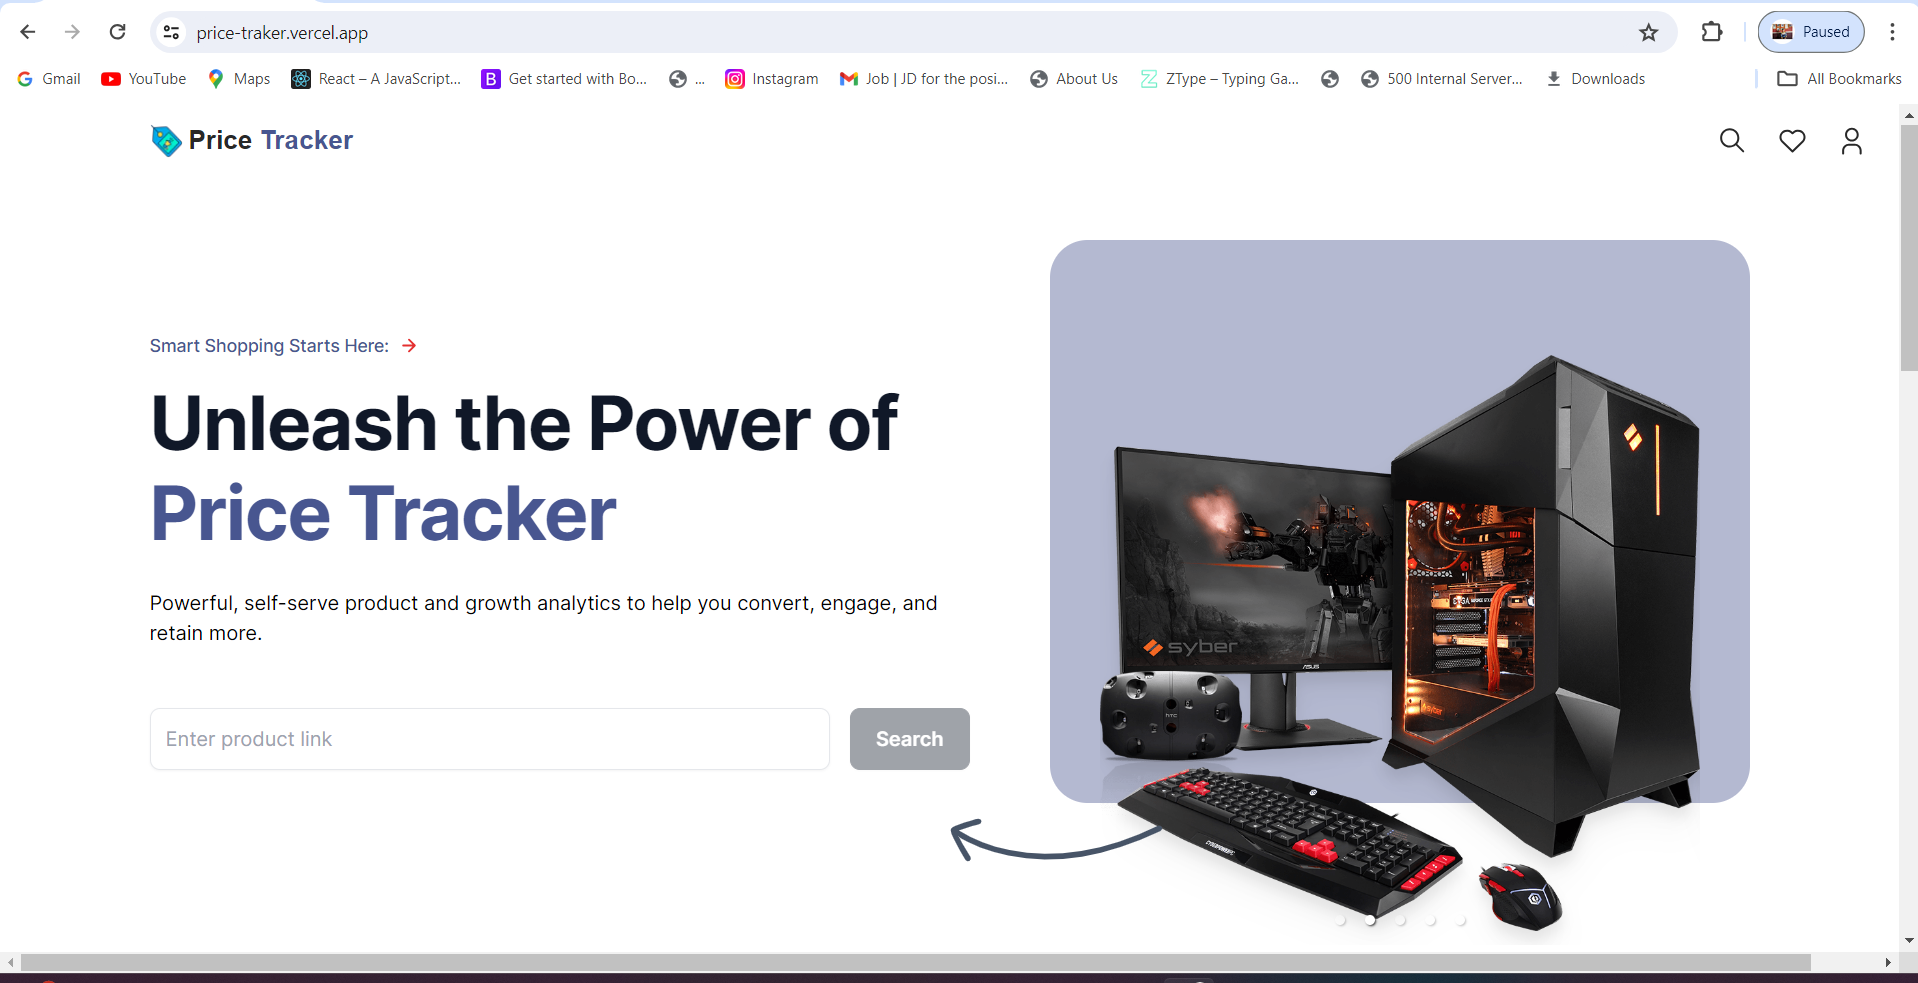 price-traker.vercel.app
Paused
Gmail
YouTube
Maps
React – A JavaScript...
Get started with Bo...
...
Instagram
Job | JD for the posi...
About Us
ZType – Typing Ga...
500 Internal Server...
Downloads
All Bookmarks
Price Tracker
Smart Shopping Starts Here:
Unleash the Power of
Price Tracker
Powerful, self-serve product and growth analytics to help you convert, engage, and
retain more.
Enter product link
Search
syber
ASUS
htc
CYBERPOWERPC